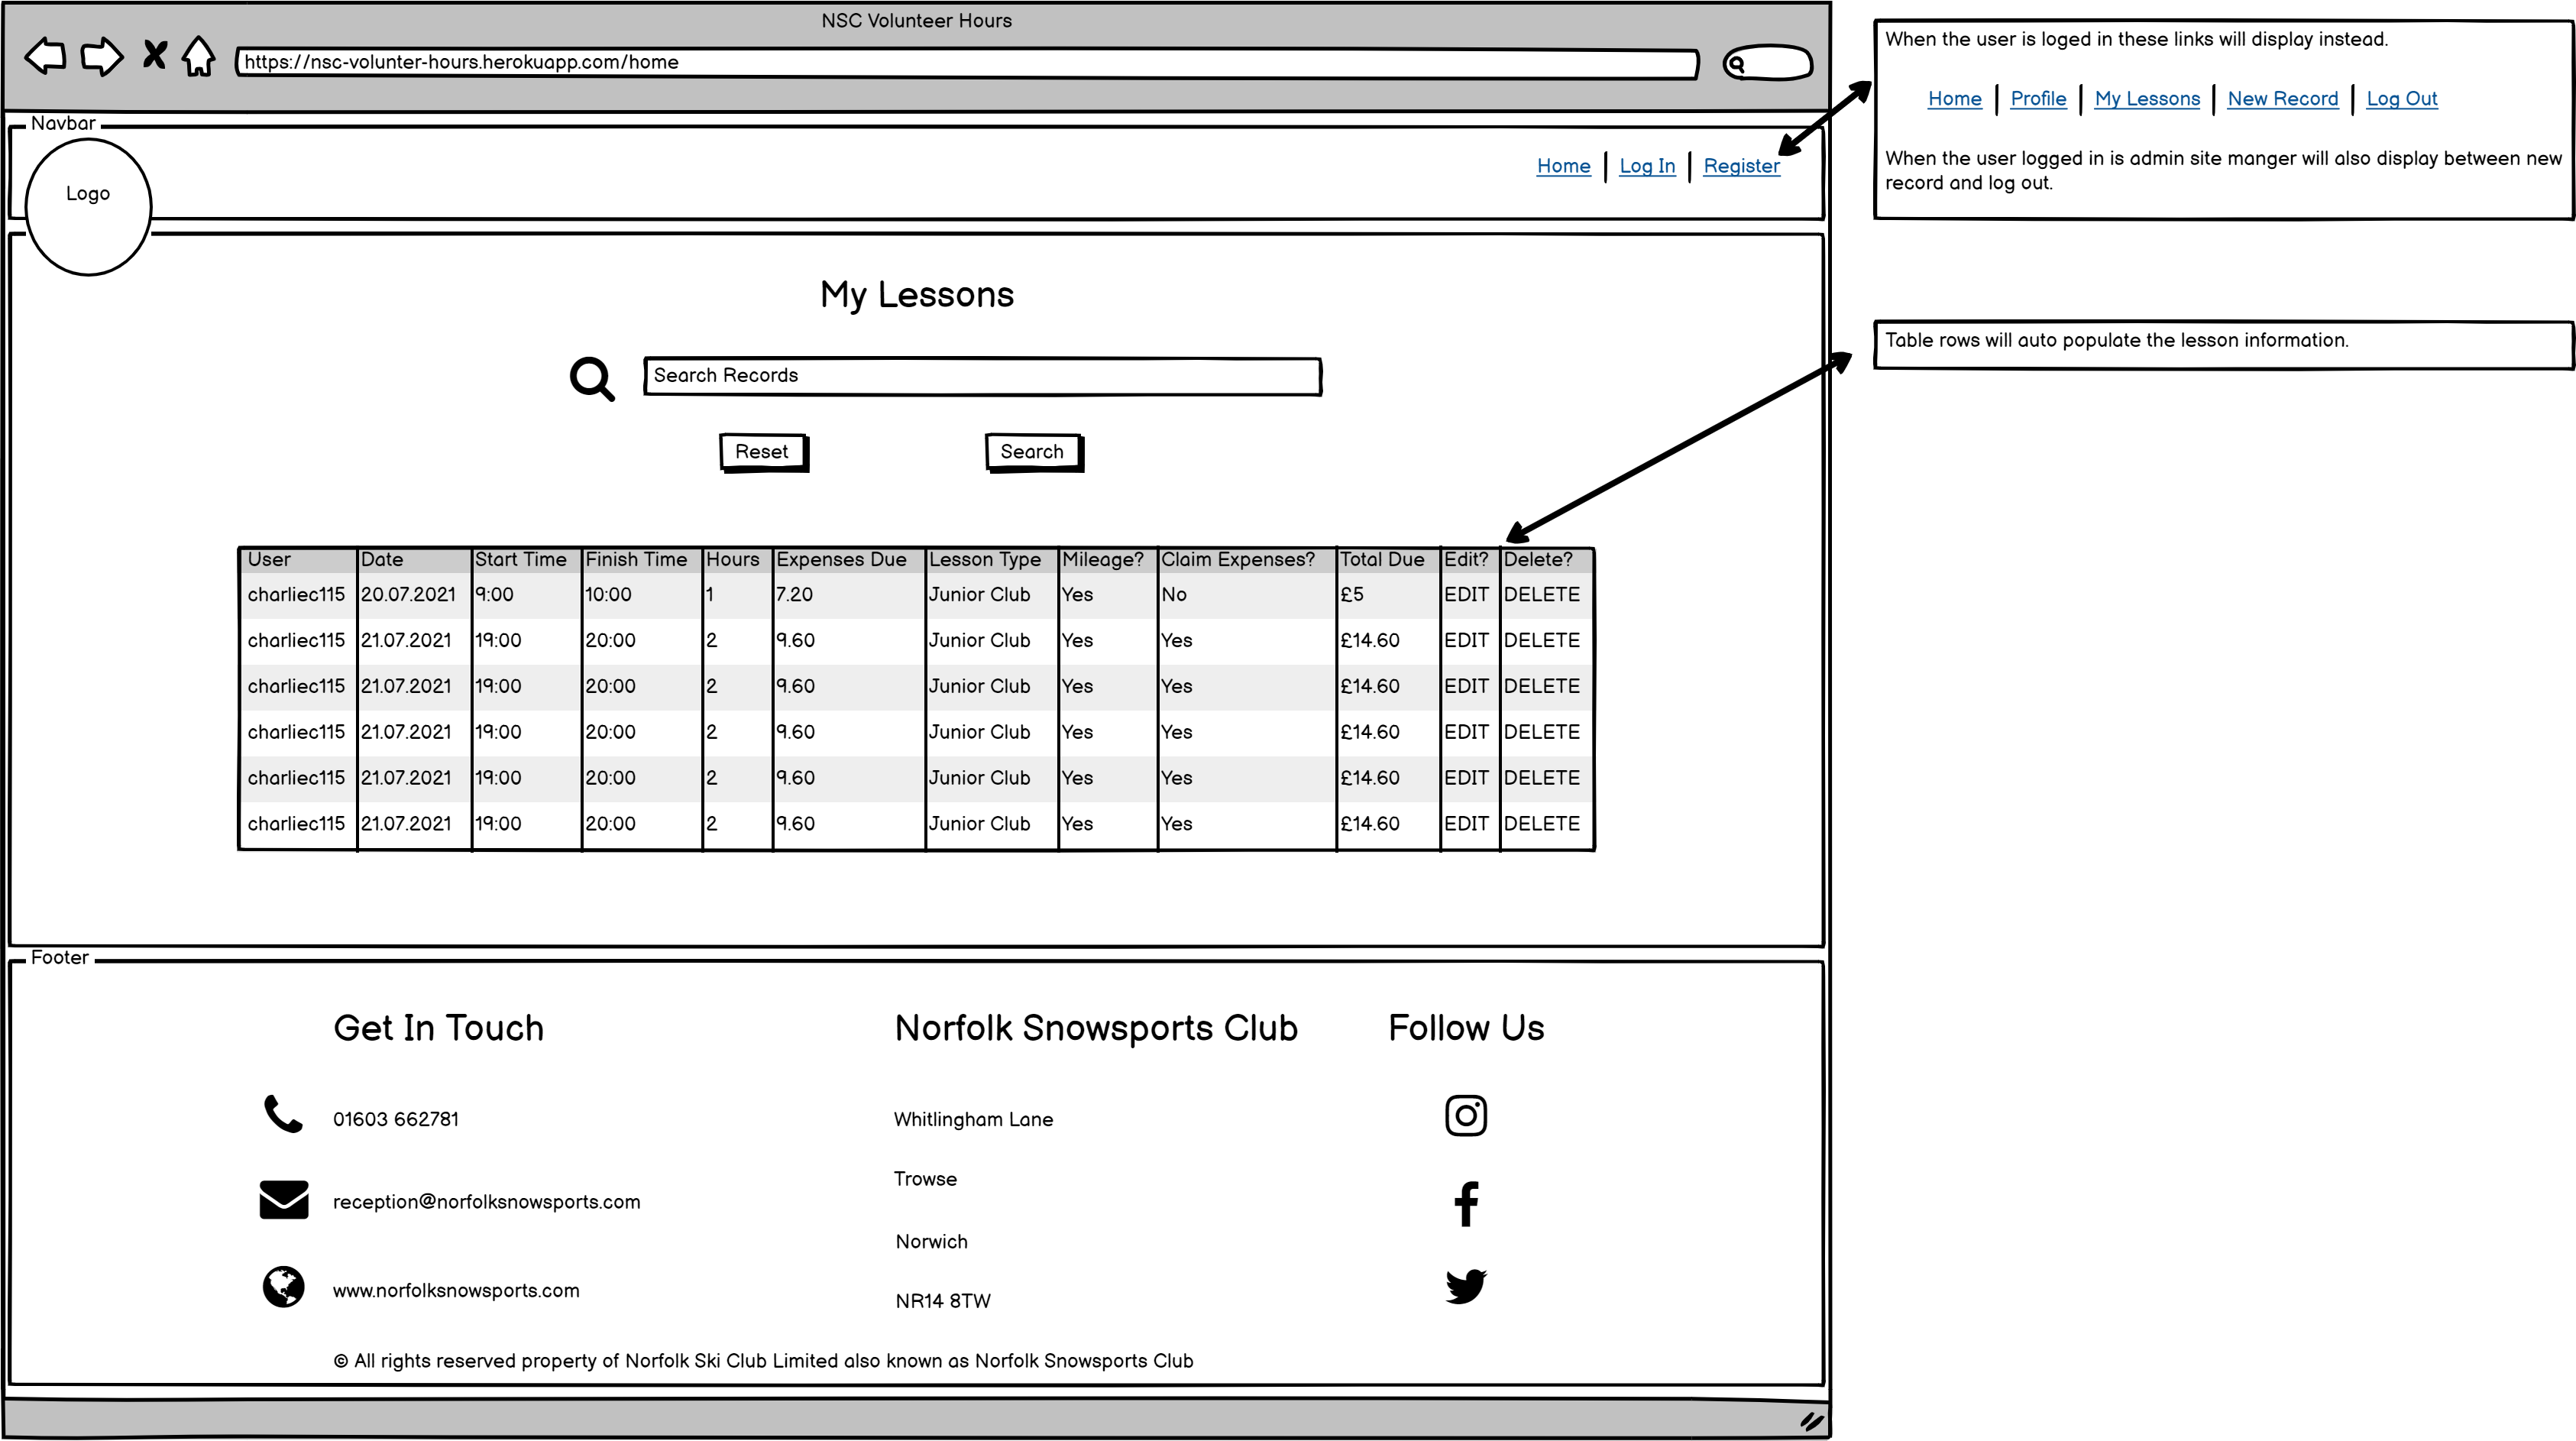 NSC Volunteer Hours
https://nsc-volunter-hours.herokuapp.com/home
Navbar
Logo
Home | Log In | Register
When the user is loged in these links will display instead.
Home | Profile | My Lessons | New Record | Log Out
When the user logged in is admin site manger will also display between new
record and log out.
My Lessons
Search Records
Reset Search
Table rows will auto populate the lesson information.
User Date Start Time Finish Time Hours Expenses Due Lesson Type Mileage? Claim Expenses? Total Due Edit? Delete?
charliec115 20.07.2021 9:00 10:00 1 7.20 Junior Club Yes No £5 EDIT DELETE
charliec115 21.07.2021 19:00 20:00 2 9.60 Junior Club Yes Yes £14.60 EDIT DELETE
charliec115 21.07.2021 19:00 20:00 2 9.60 Junior Club Yes Yes £14.60 EDIT DELETE
charliec115 21.07.2021 19:00 20:00 2 9.60 Junior Club Yes Yes £14.60 EDIT DELETE
charliec115 21.07.2021 19:00 20:00 2 9.60 Junior Club Yes Yes £14.60 EDIT DELETE
charliec115 21.07.2021 19:00 20:00 2 9.60 Junior Club Yes Yes £14.60 EDIT DELETE
Footer
Get In Touch
01603 662781
reception@norfolksnowsports.com
www.norfolksnowsports.com
Norfolk Snowsports Club
Whitlingham Lane
Trowse
Norwich
NR14 8TW
Follow Us
© All rights reserved property of Norfolk Ski Club Limited also known as Norfolk Snowsports Club